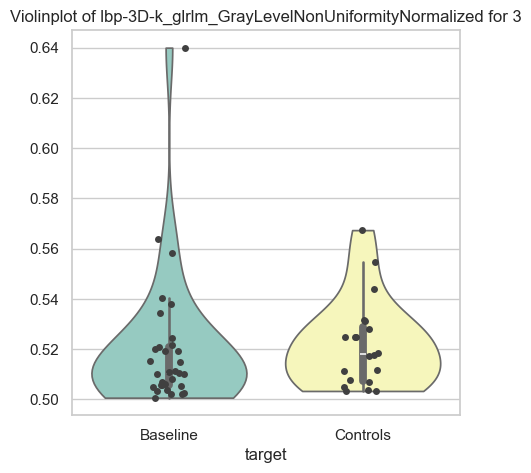 Violinplot of lbp-3D-k_glrlm_GrayLevelNonUniformityNormalized for 3
0.64
0.62
0.60
0.58
0.56
0.54
0.52
0.50
Baseline
Controls
target